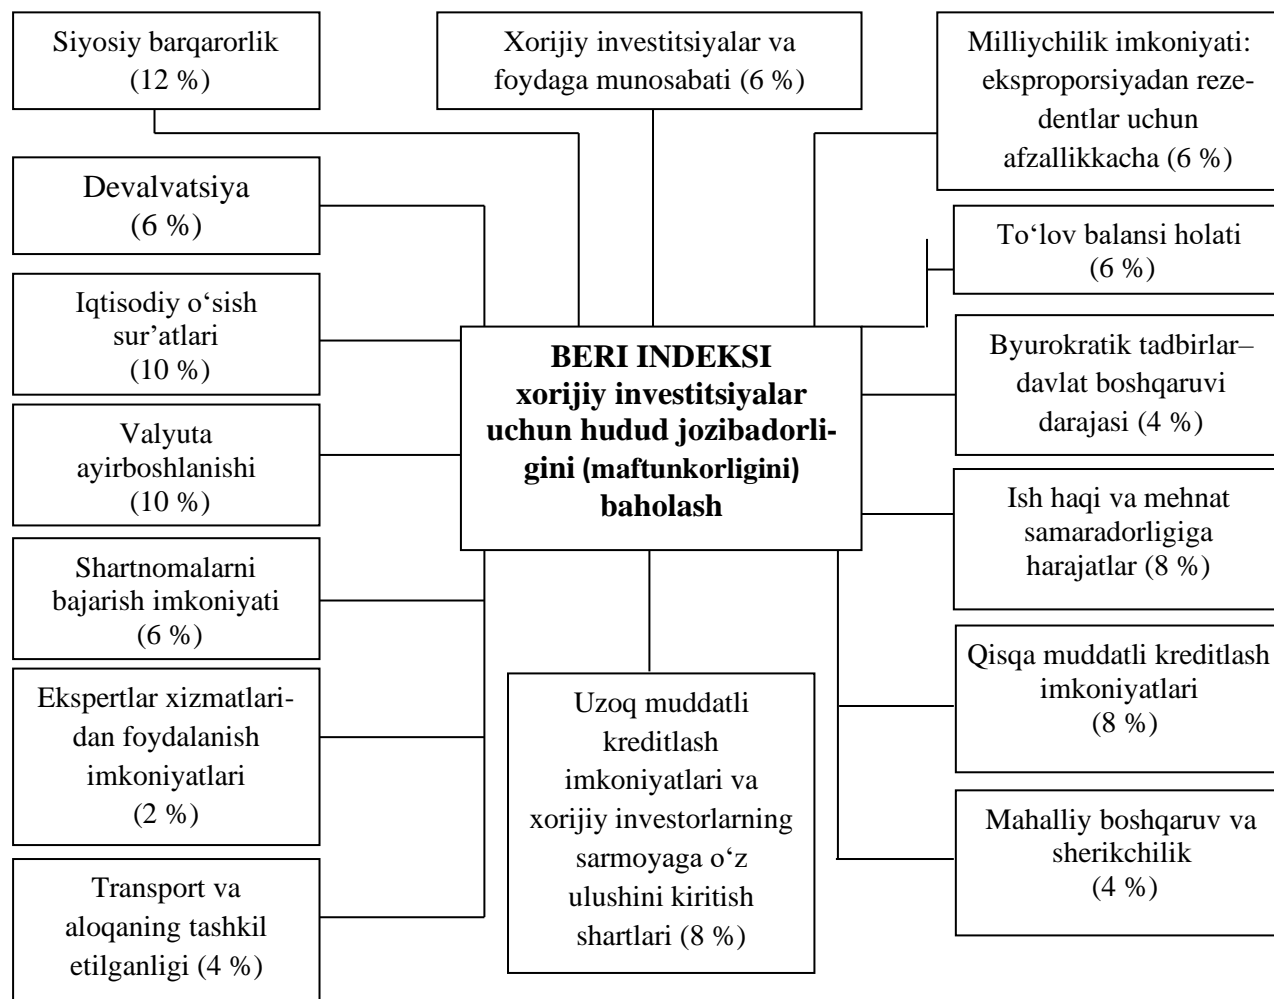 Siyosiy barqarorlik
(12 %)
Xorijiy investitsiyalar va
foydaga munosabati (6 %)
Milliychilik imkoniyati:
eksproporsiyadan reze-
dentlar uchun
afzallikkacha (6 %)
Devalvatsiya
(6 %)
To‘lov balansi holati
(6 %)
Iqtisodiy o‘sish
sur’atlari
(10 %)
BERI INDEKSI
xorijiy investitsiyalar
uchun hudud jozibadorli-
gini (maftunkorligini)
baholash
Byurokratik tadbirlar–
davlat boshqaruvi
darajasi (4 %)
Valyuta
ayirboshlanishi
(10 %)
Ish haqi va mehnat
samaradorligiga
harajatlar (8 %)
Shartnomalarni
bajarish imkoniyati
(6 %)
Qisqa muddatli kreditlash
imkoniyatlari
(8 %)
Ekspertlar xizmatlari-
dan foydalanish
imkoniyatlari
(2 %)
Uzoq muddatli
kreditlash
imkoniyatlari va
xorijiy investorlarning
sarmoyaga o‘z
ulushini kiritish
shartlari (8 %)
Mahalliy boshqaruv va
sherikchilik
(4 %)
Transport va
aloqaning tashkil
etilganligi (4 %)